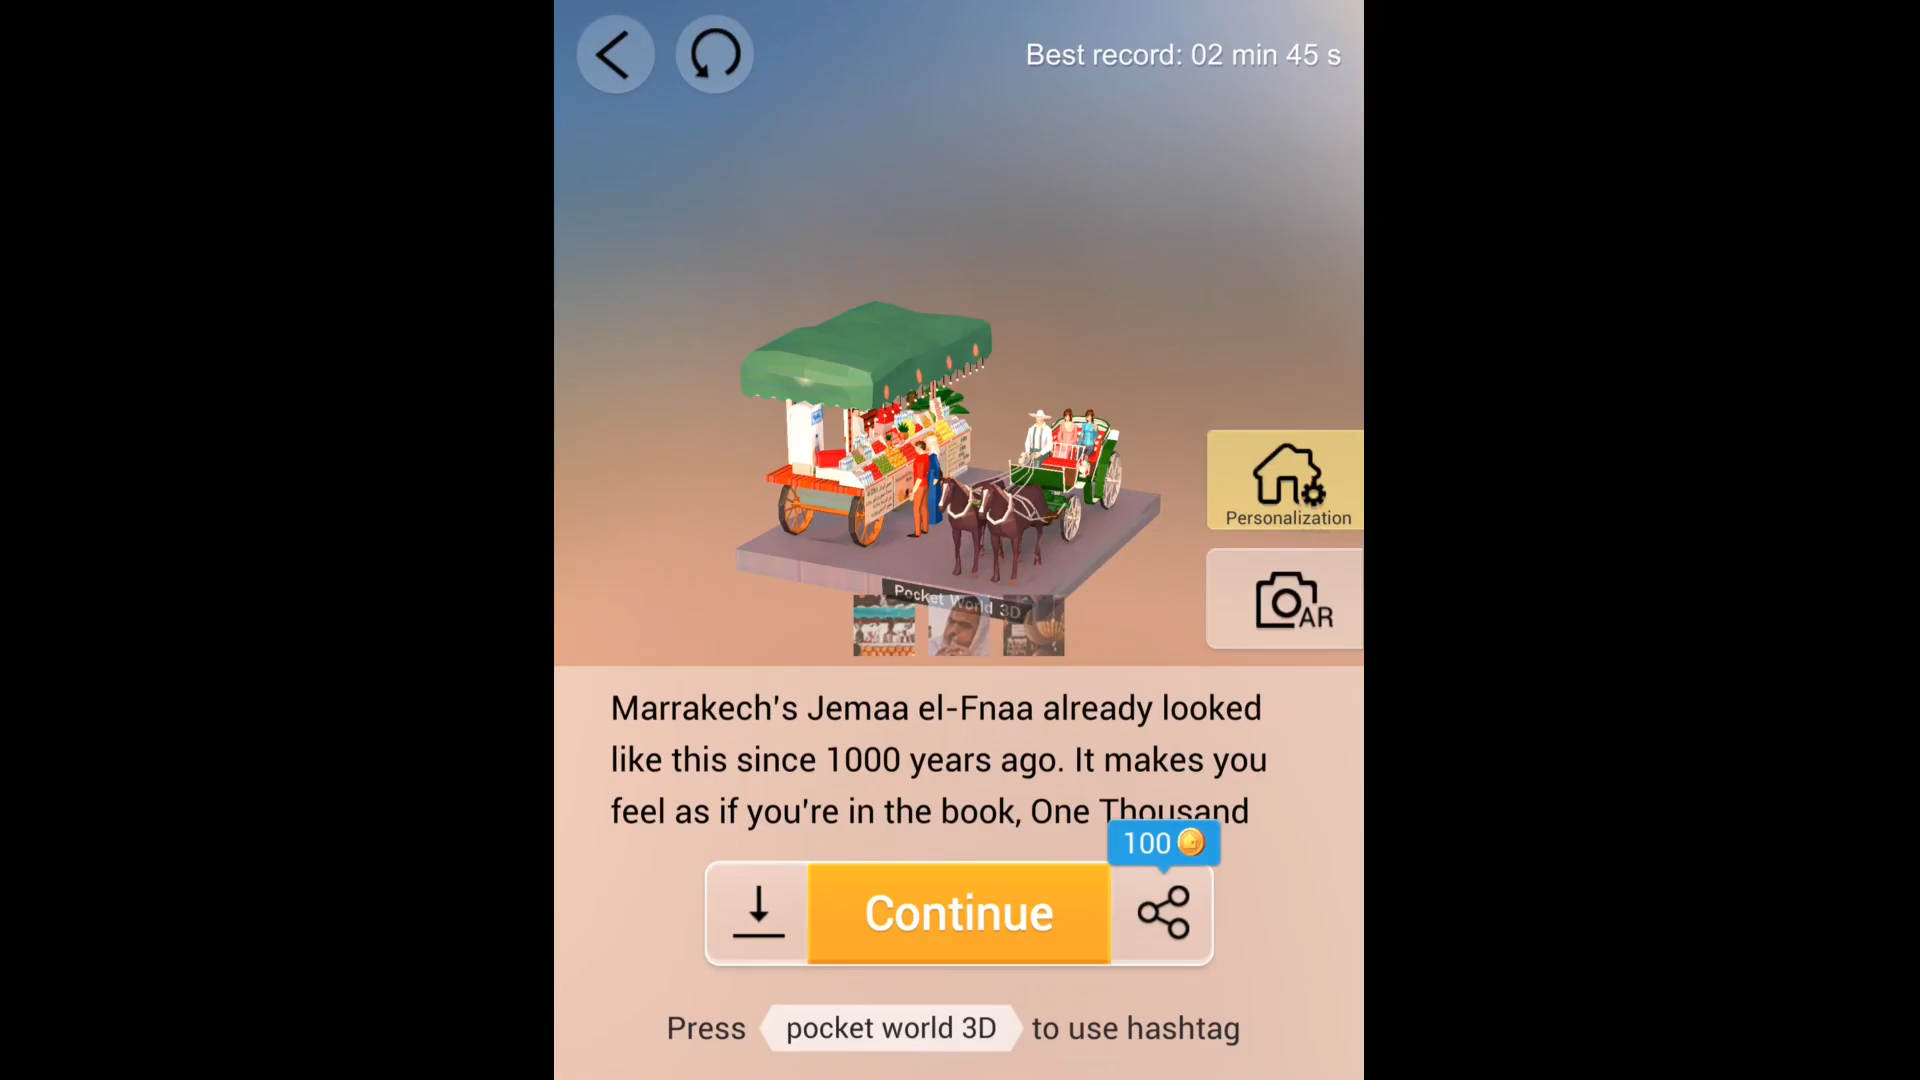 Best record: 02 min 45 s
Personalization
AR
Pocket World 3D
Marrakech's Jemaa el-Fnaa already looked
like this since 1000 years ago. It makes you
feel as if you're in the book, One Thousand
100
Continue
Press pocket world 3D to use hashtag